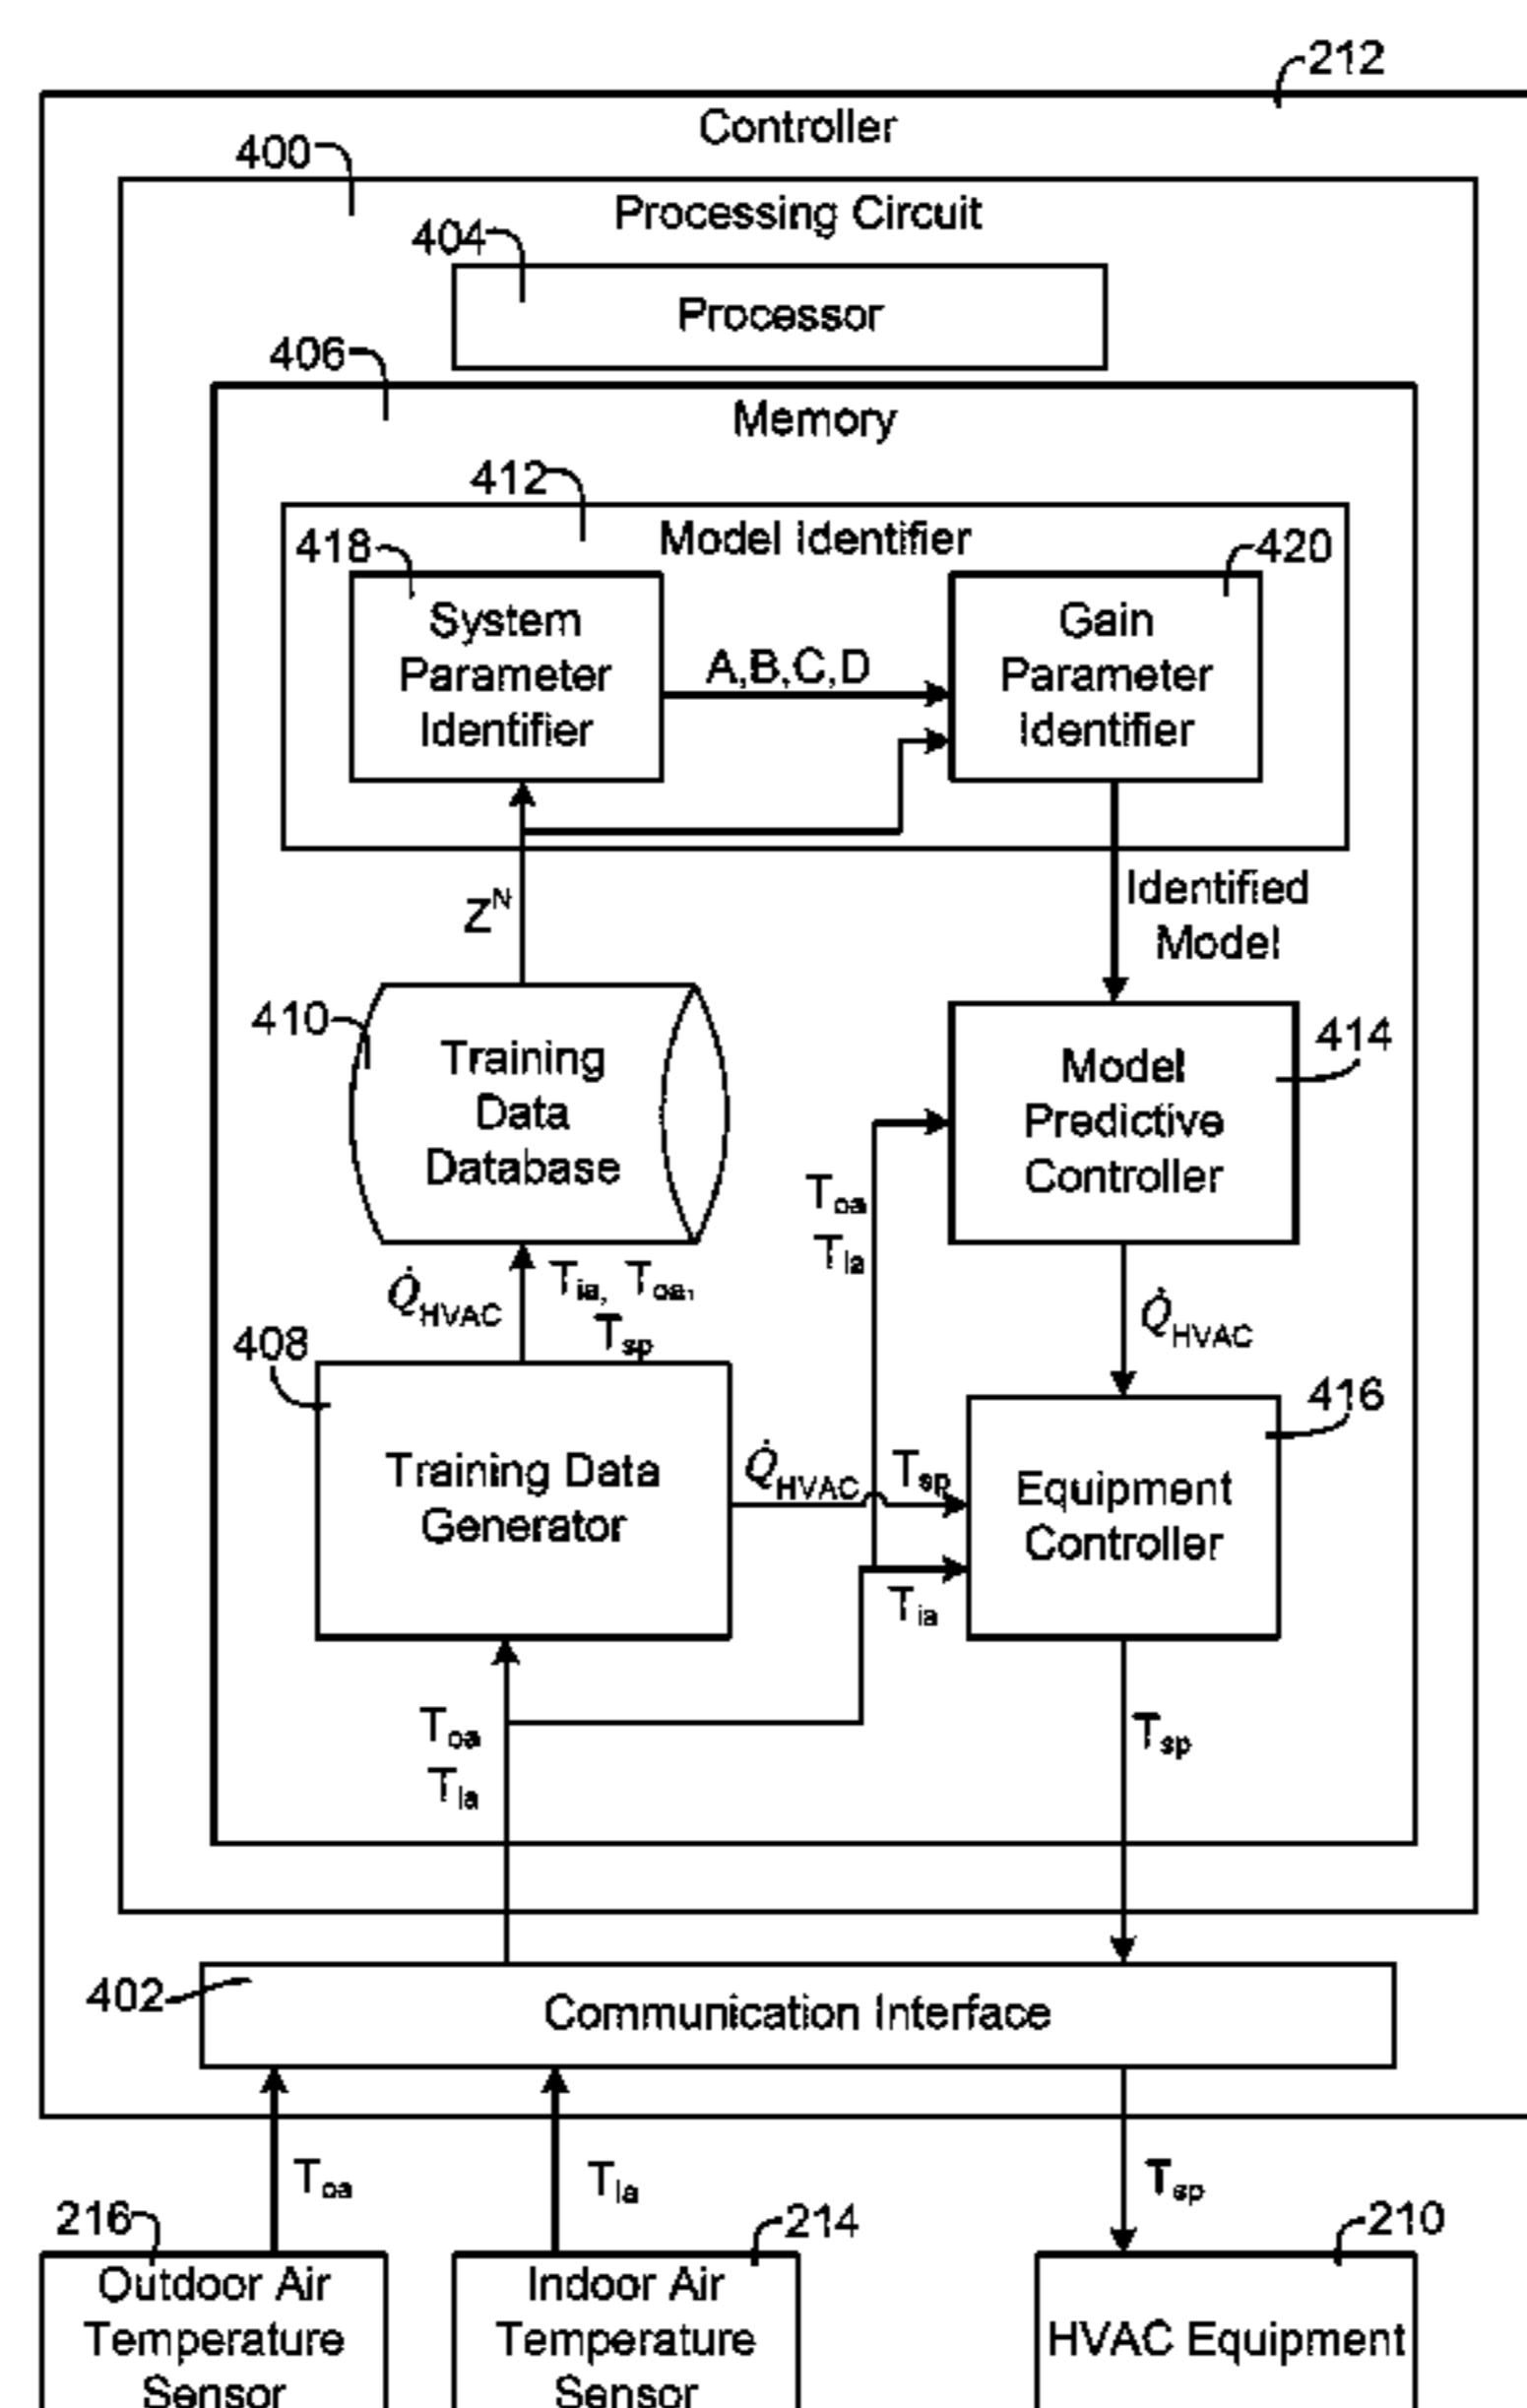 212
Controller
400
Processing Circuit
404
Processor
406
Memory
412
Model Identifier
418
420
System
Parameter
Identifier
A,B,C,D
Gain
Parameter
Identifier
Z^N
Identified
Model
410
Training
Data
Database
414
Model
Predictive
Controller
T_oa
T_ia
Q̇_HVAC
T_ia, T_oa,
T_sp
Q̇_HVAC
408
416
Training Data
Generator
Q̇_HVAC
T_sp
Equipment
Controller
T_ia
T_oa
T_ia
T_sp
402
Communication Interface
T_oa
T_ia
T_sp
216
214
210
Outdoor Air
Temperature
Sensor
Indoor Air
Temperature
Sensor
HVAC Equipment